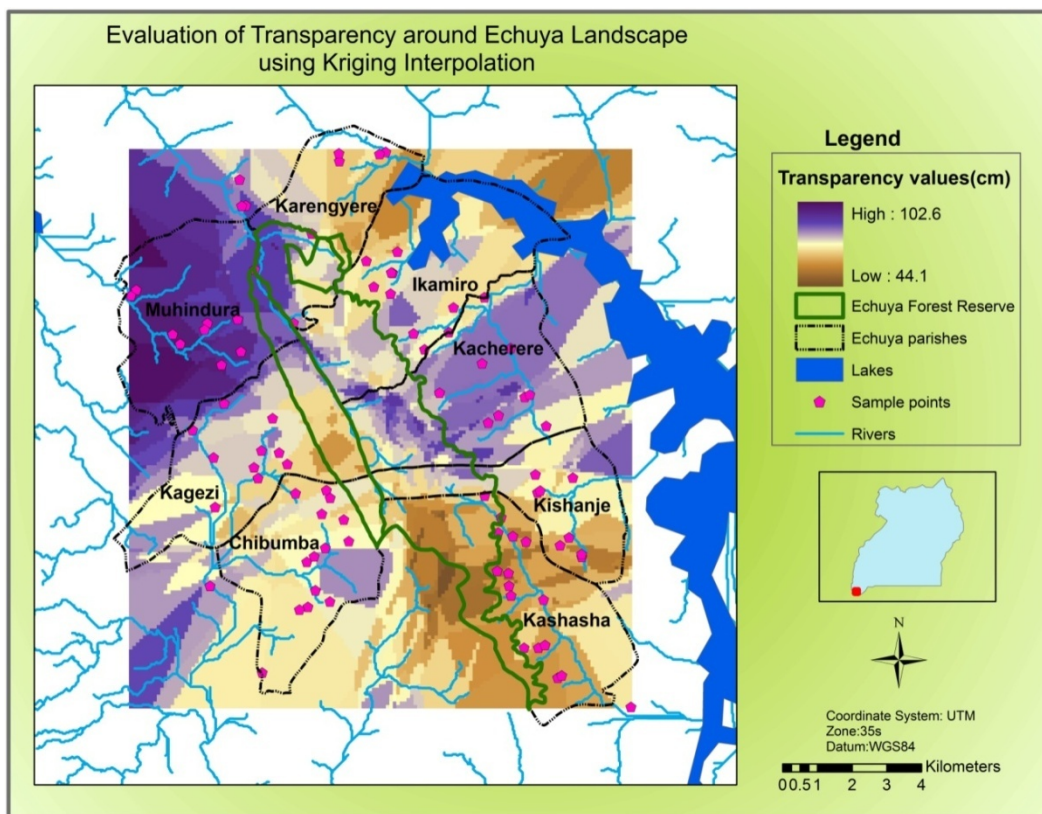 Evaluation of Transparency around Echuya Landscape
using Kriging Interpolation
Karengyere
Ikamiro
Muhindura
Kacherere
Kagezi
Kishanje
Chibumba
Kashasha
Legend
Transparency values(cm)
High : 102.6
Low : 44.1
Echuya Forest Reserve
Echuya parishes
Lakes
Sample points
Rivers
N
Coordinate System: UTM
Zone:35s
Datum:WGS84
Kilometers
0 0.5 1 2 3 4